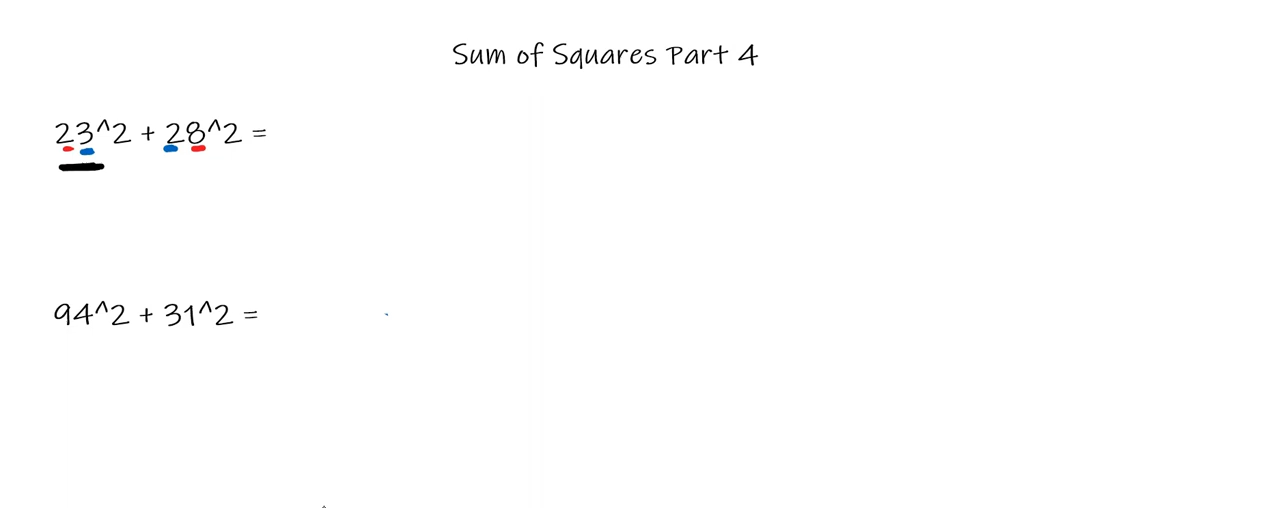 Sum of Squares Part 4
23^2 + 28^2 =
94^2 + 31^2 =